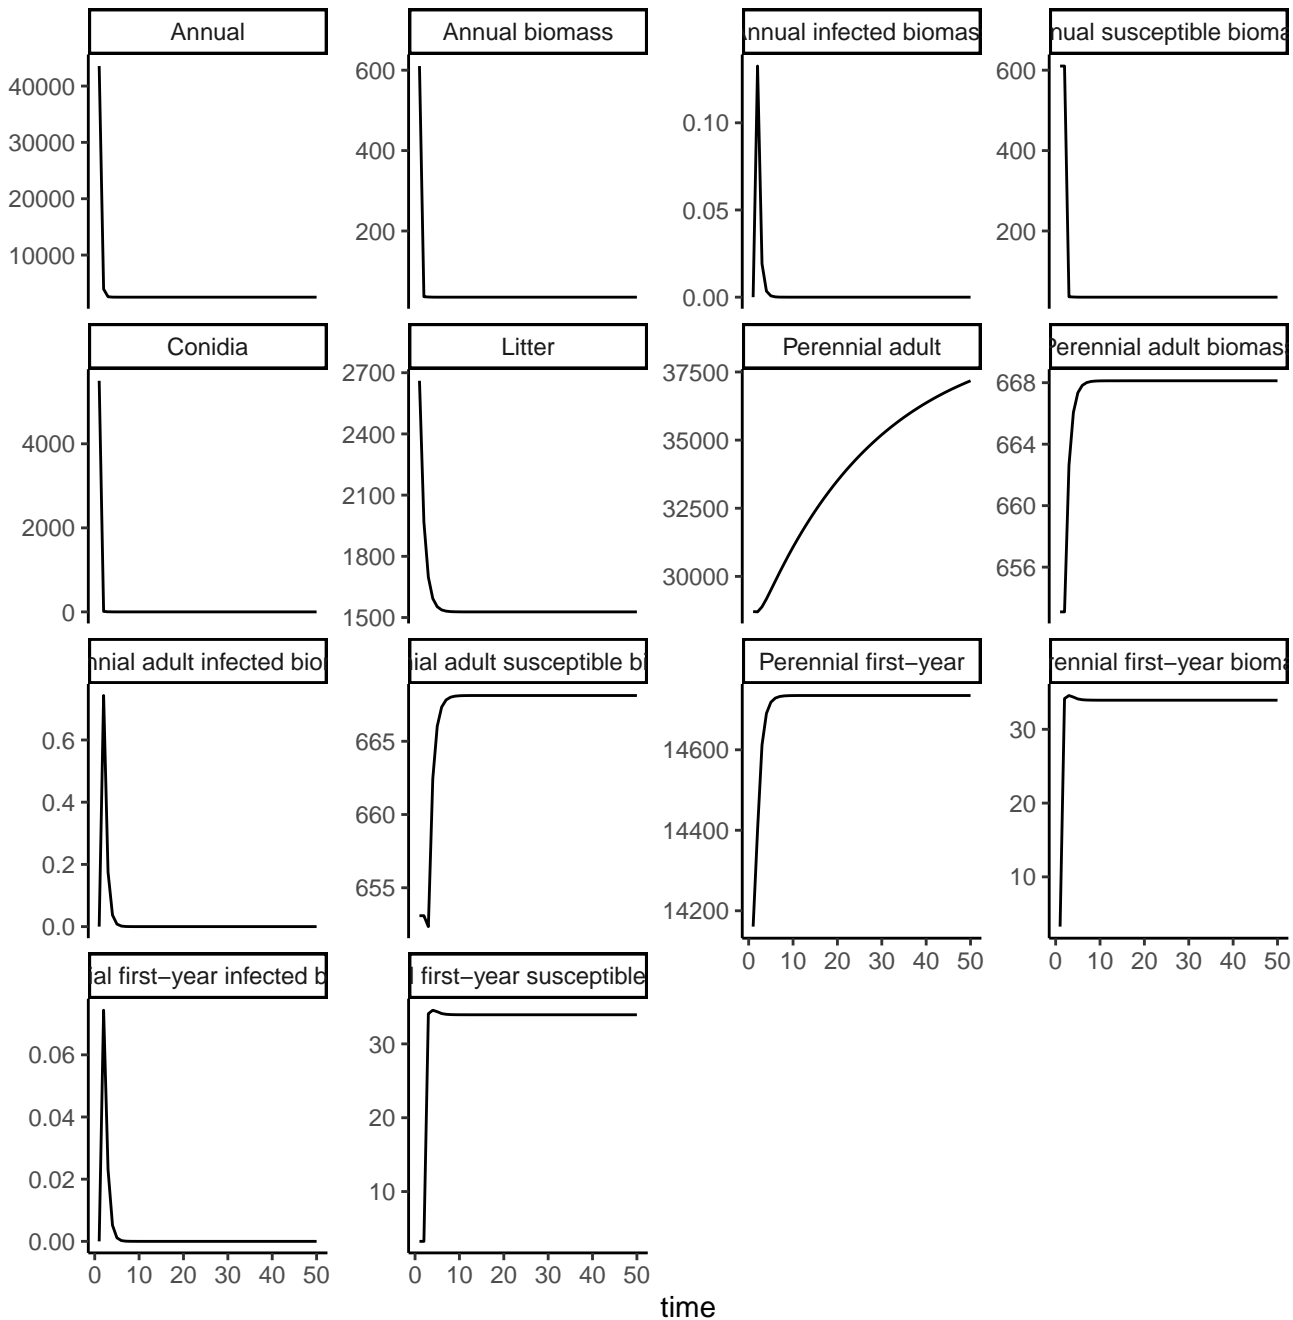 Annual
Annual biomass
nnual infected biomas
nual susceptible bioma
40000
30000
20000
10000
600
400
200
0.10
0.05
0.00
600
400
200
Conidia
Litter
Perennial adult
Perennial adult biomas
4000
2000
0
2700
2400
2100
1800
1500
37500
35000
32500
30000
668
664
660
656
nnial adult infected bio
ial adult susceptible bi
Perennial first−year
rennial first−year bioma
0.6
0.4
0.2
0.0
665
660
655
14600
14400
14200
30
20
10
0 10 20 30 40 50
0 10 20 30 40 50
ial first−year infected b
l first−year susceptible
0.06
0.04
0.02
0.00
30
20
10
0 10 20 30 40 50
0 10 20 30 40 50
time